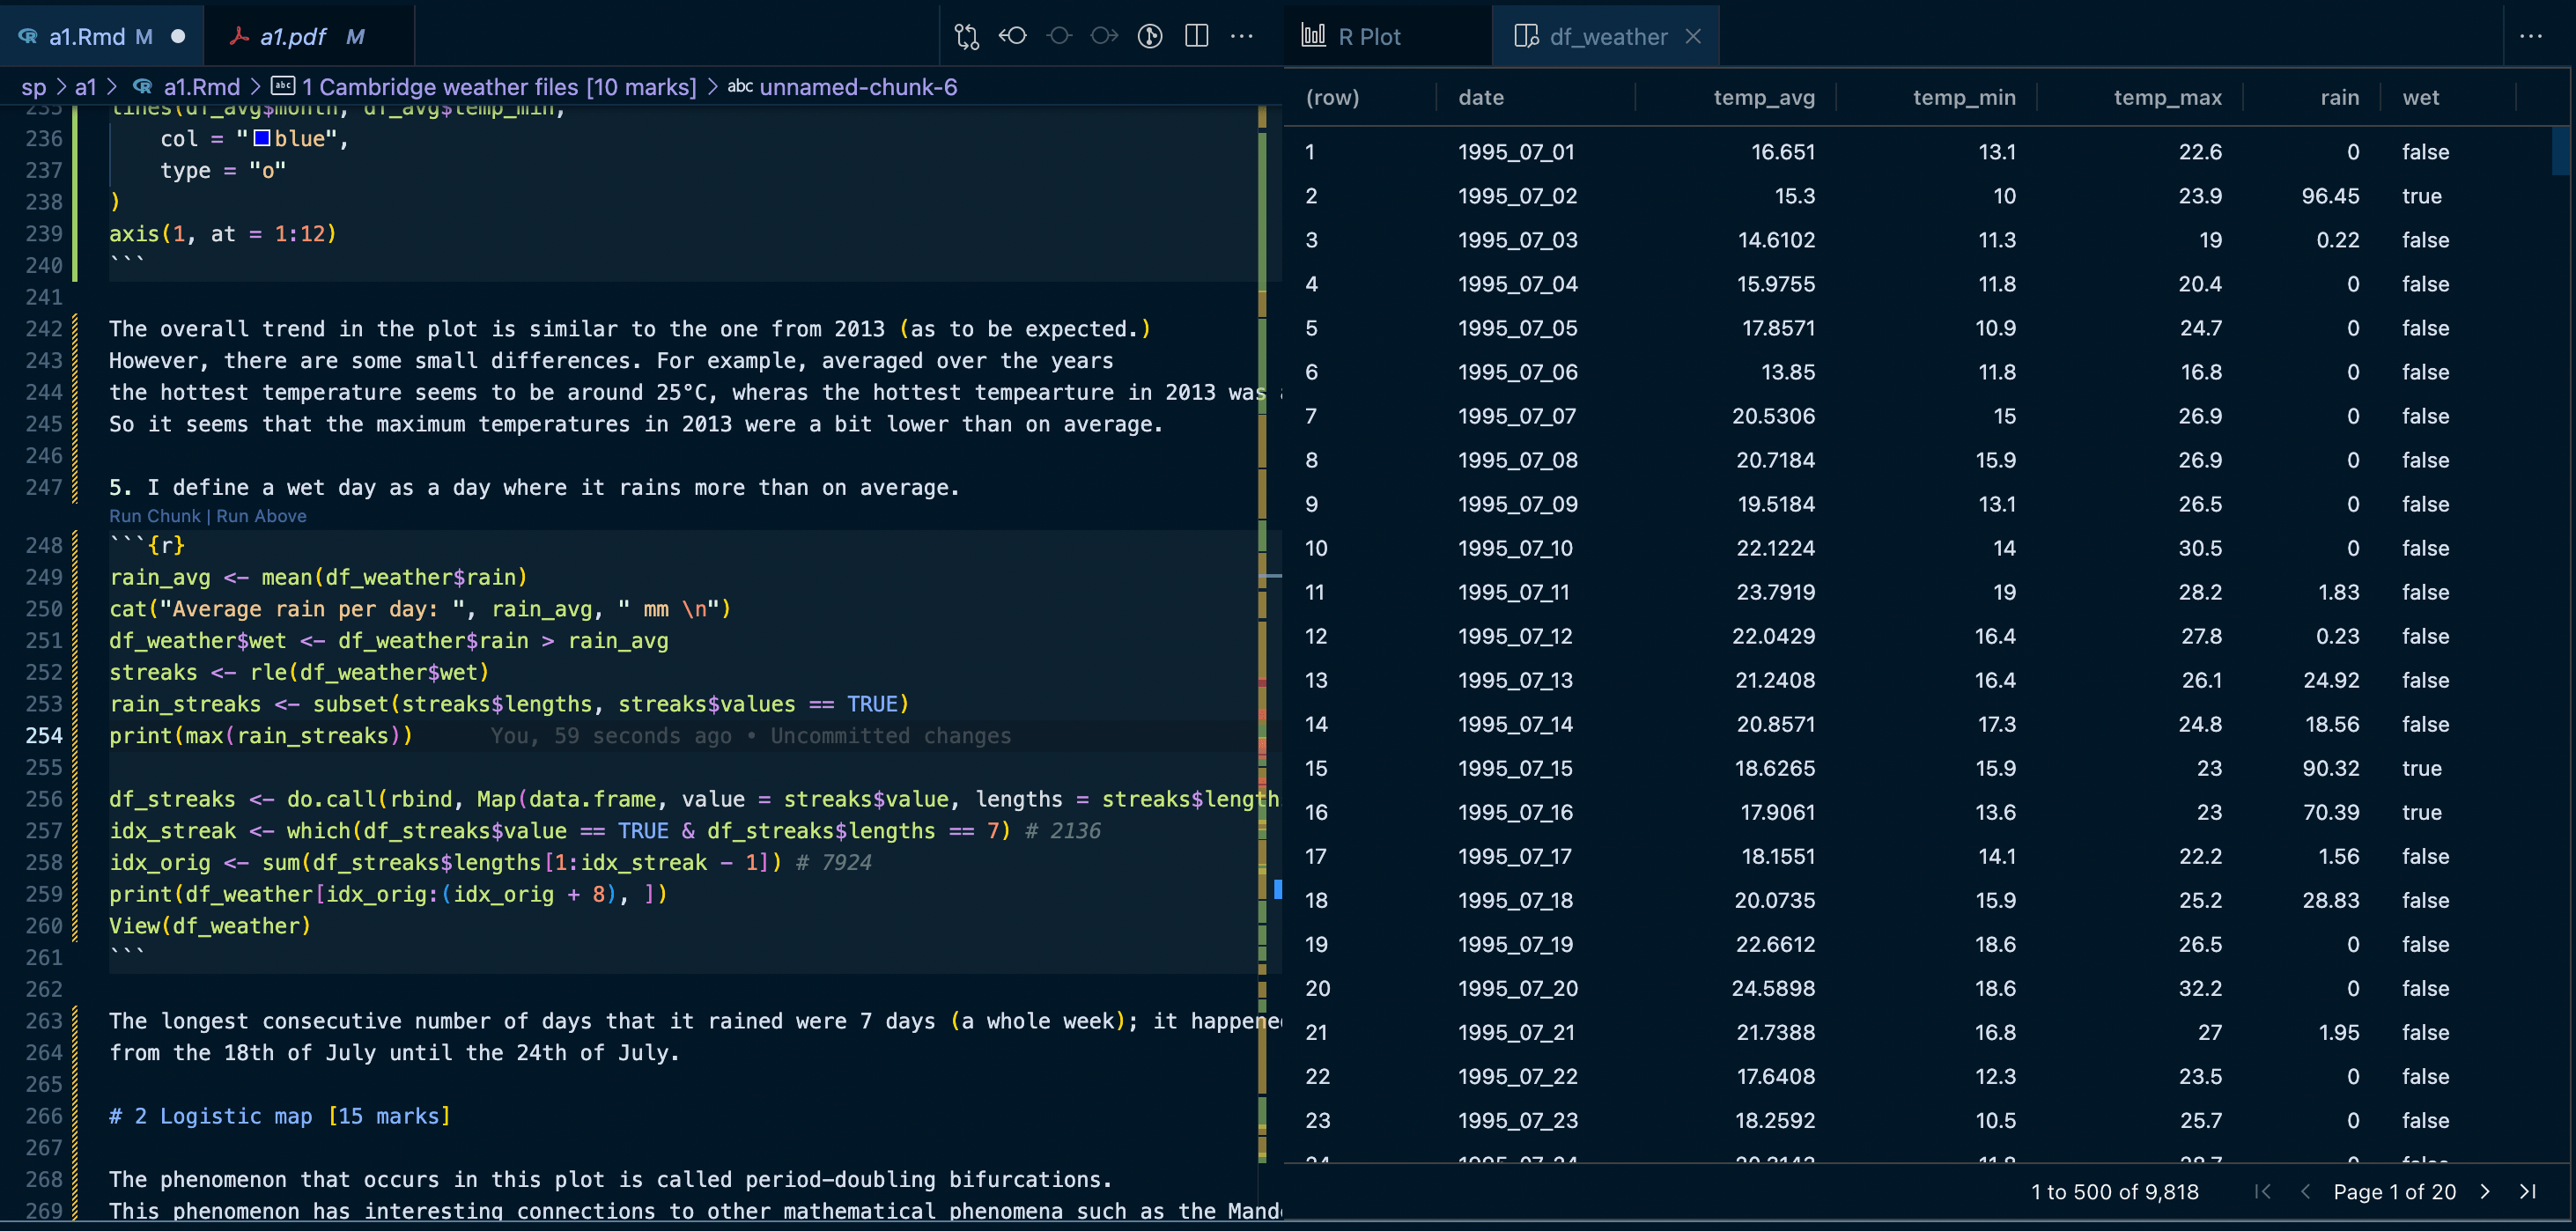 a1.Rmd M
a1.pdf M
R Plot
df_weather
sp > a1 > a1.Rmd > abc 1 Cambridge weather files [10 marks] > abc unnamed-chunk-6
235 lines(df_avg$month, df_avg$temp_min,
236 col = "blue",
237 type = "o"
238 )
239 axis(1, at = 1:12)
240 ```
241
242 The overall trend in the plot is similar to the one from 2013 (as to be expected.)
243 However, there are some small differences. For example, averaged over the years
244 the hottest temperature seems to be around 25°C, wheras the hottest tempearture in 2013 was
245 So it seems that the maximum temperatures in 2013 were a bit lower than on average.
246
247 5. I define a wet day as a day where it rains more than on average.
Run Chunk | Run Above
248 ```{r}
249 rain_avg <- mean(df_weather$rain)
250 cat("Average rain per day: ", rain_avg, " mm \n")
251 df_weather$wet <- df_weather$rain > rain_avg
252 streaks <- rle(df_weather$wet)
253 rain_streaks <- subset(streaks$lengths, streaks$values == TRUE)
254 print(max(rain_streaks)) You, 59 seconds ago • Uncommitted changes
255
256 df_streaks <- do.call(rbind, Map(data.frame, value = streaks$value, lengths = streaks$length
257 idx_streak <- which(df_streaks$value == TRUE & df_streaks$lengths == 7) # 2136
258 idx_orig <- sum(df_streaks$lengths[1:idx_streak - 1]) # 7924
259 print(df_weather[idx_orig:(idx_orig + 8), ])
260 View(df_weather)
261 ```
262
263 The longest consecutive number of days that it rained were 7 days (a whole week); it happene
264 from the 18th of July until the 24th of July.
265
266 # 2 Logistic map [15 marks]
267
268 The phenomenon that occurs in this plot is called period-doubling bifurcations.
269 This phenomenon has interesting connections to other mathematical phenomena such as the Mand
(row) date temp_avg temp_min temp_max rain wet
1 1995_07_01 16.651 13.1 22.6 0 false
2 1995_07_02 15.3 10 23.9 96.45 true
3 1995_07_03 14.6102 11.3 19 0.22 false
4 1995_07_04 15.9755 11.8 20.4 0 false
5 1995_07_05 17.8571 10.9 24.7 0 false
6 1995_07_06 13.85 11.8 16.8 0 false
7 1995_07_07 20.5306 15 26.9 0 false
8 1995_07_08 20.7184 15.9 26.9 0 false
9 1995_07_09 19.5184 13.1 26.5 0 false
10 1995_07_10 22.1224 14 30.5 0 false
11 1995_07_11 23.7919 19 28.2 1.83 false
12 1995_07_12 22.0429 16.4 27.8 0.23 false
13 1995_07_13 21.2408 16.4 26.1 24.92 false
14 1995_07_14 20.8571 17.3 24.8 18.56 false
15 1995_07_15 18.6265 15.9 23 90.32 true
16 1995_07_16 17.9061 13.6 23 70.39 true
17 1995_07_17 18.1551 14.1 22.2 1.56 false
18 1995_07_18 20.0735 15.9 25.2 28.83 false
19 1995_07_19 22.6612 18.6 26.5 0 false
20 1995_07_20 24.5898 18.6 32.2 0 false
21 1995_07_21 21.7388 16.8 27 1.95 false
22 1995_07_22 17.6408 12.3 23.5 0 false
23 1995_07_23 18.2592 10.5 25.7 0 false
1 to 500 of 9,818 Page 1 of 20